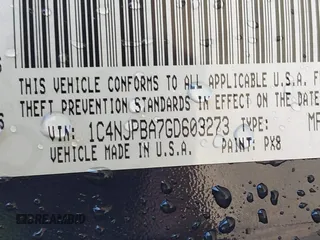 THIS VEHICLE CONFORMS TO ALL APPLICABLE U.S.A. F
THEFT PREVENTION STANDARDS IN EFFECT ON THE DATE
VIN: 1C4NJPBA7GD603273 TYPE: MF
VEHICLE MADE IN U.S.A. PAINT: PX8